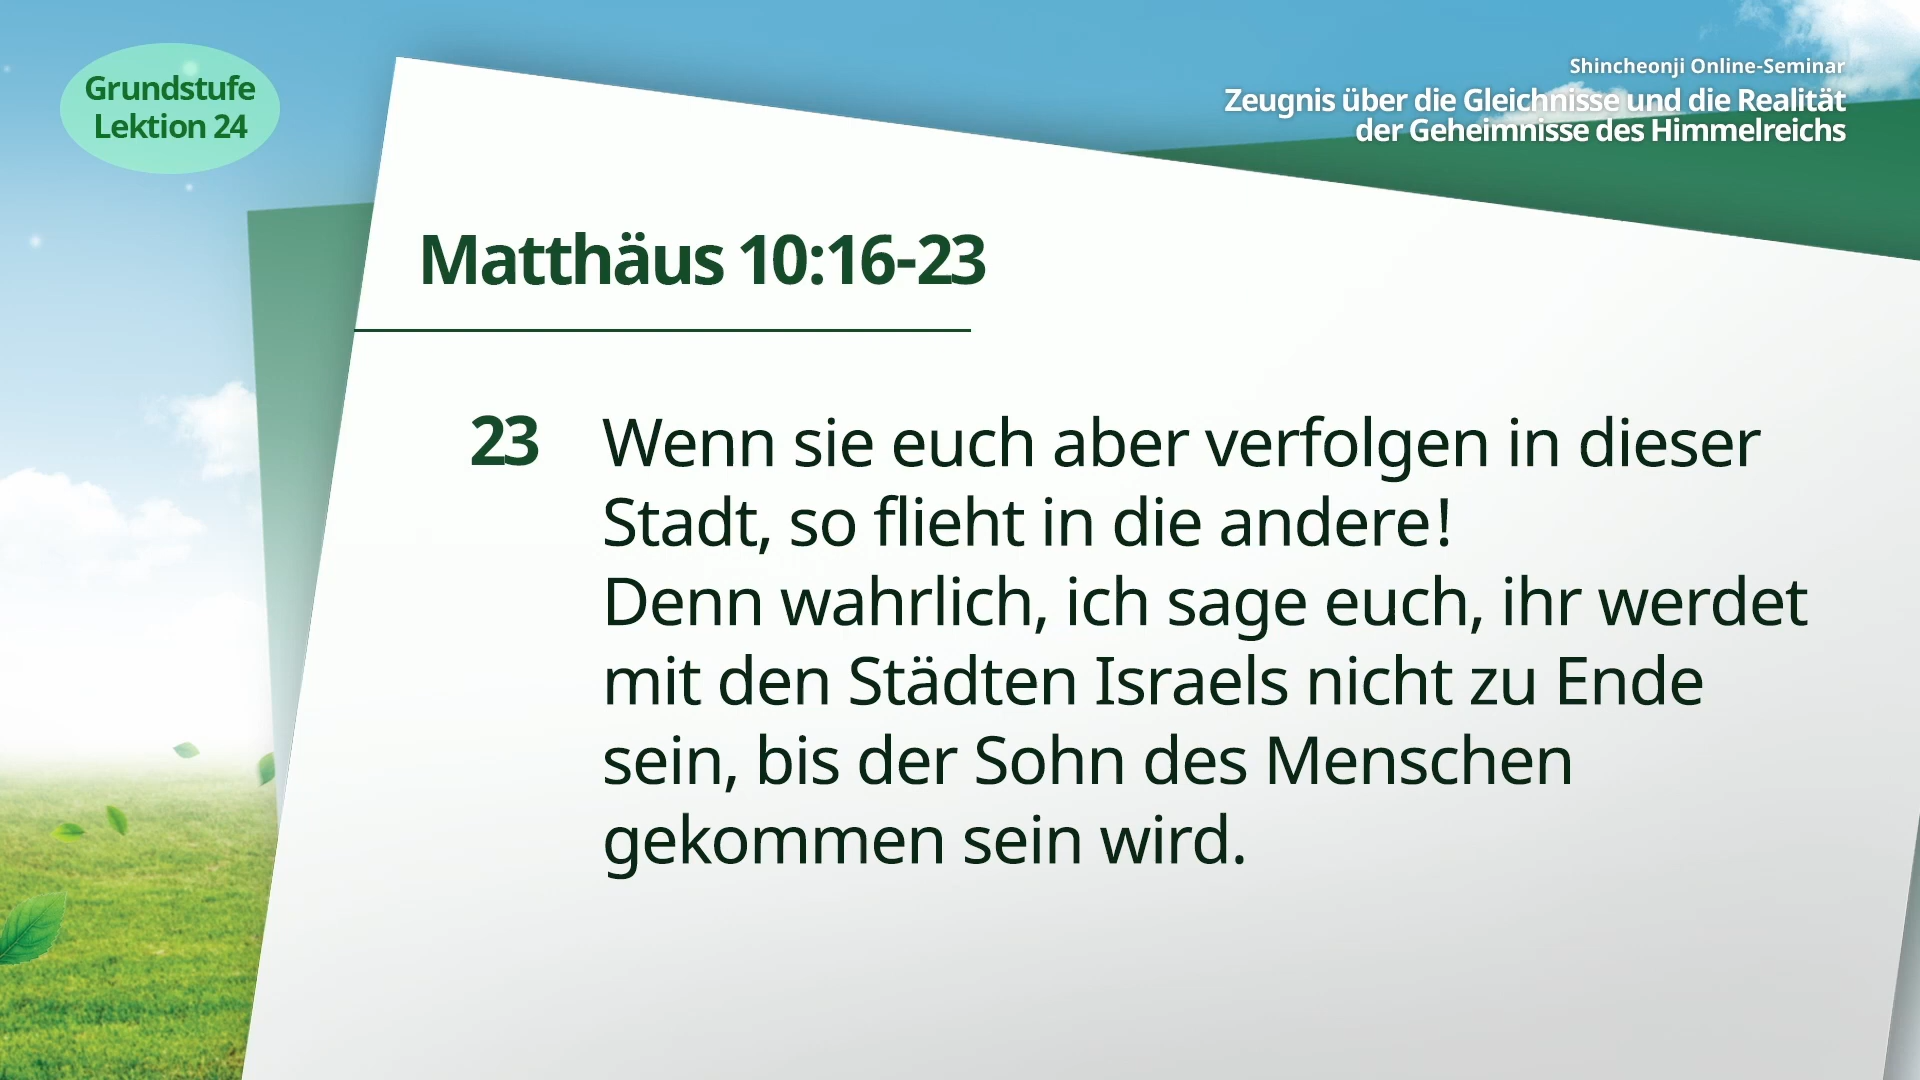 Grundstufe
Lektion 24
Shincheonji Online-Seminar
Zeugnis über die Gleichnisse und die Realität
der Geheimnisse des Himmelreichs
Matthäus 10:16-23
23 Wenn sie euch aber verfolgen in dieser
Stadt, so flieht in die andere!
Denn wahrlich, ich sage euch, ihr werdet
mit den Städten Israels nicht zu Ende
sein, bis der Sohn des Menschen
gekommen sein wird.